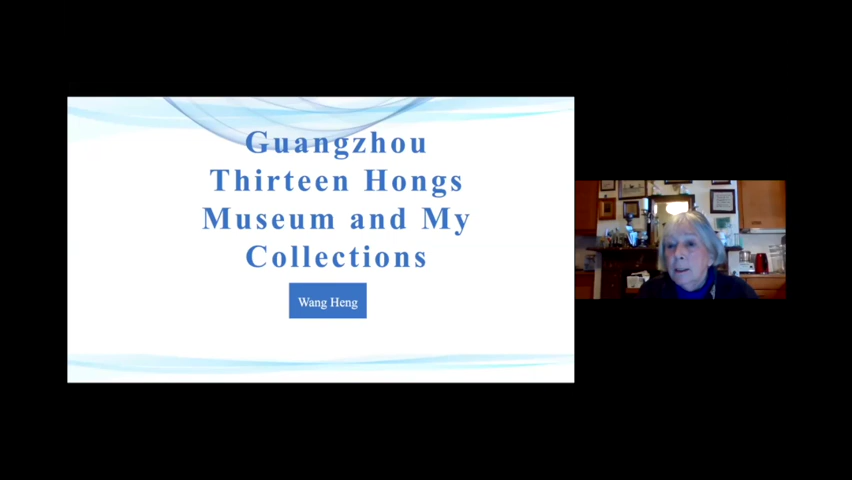 Guangzhou
Thirteen Hongs
Museum and My
Collections
Wang Heng